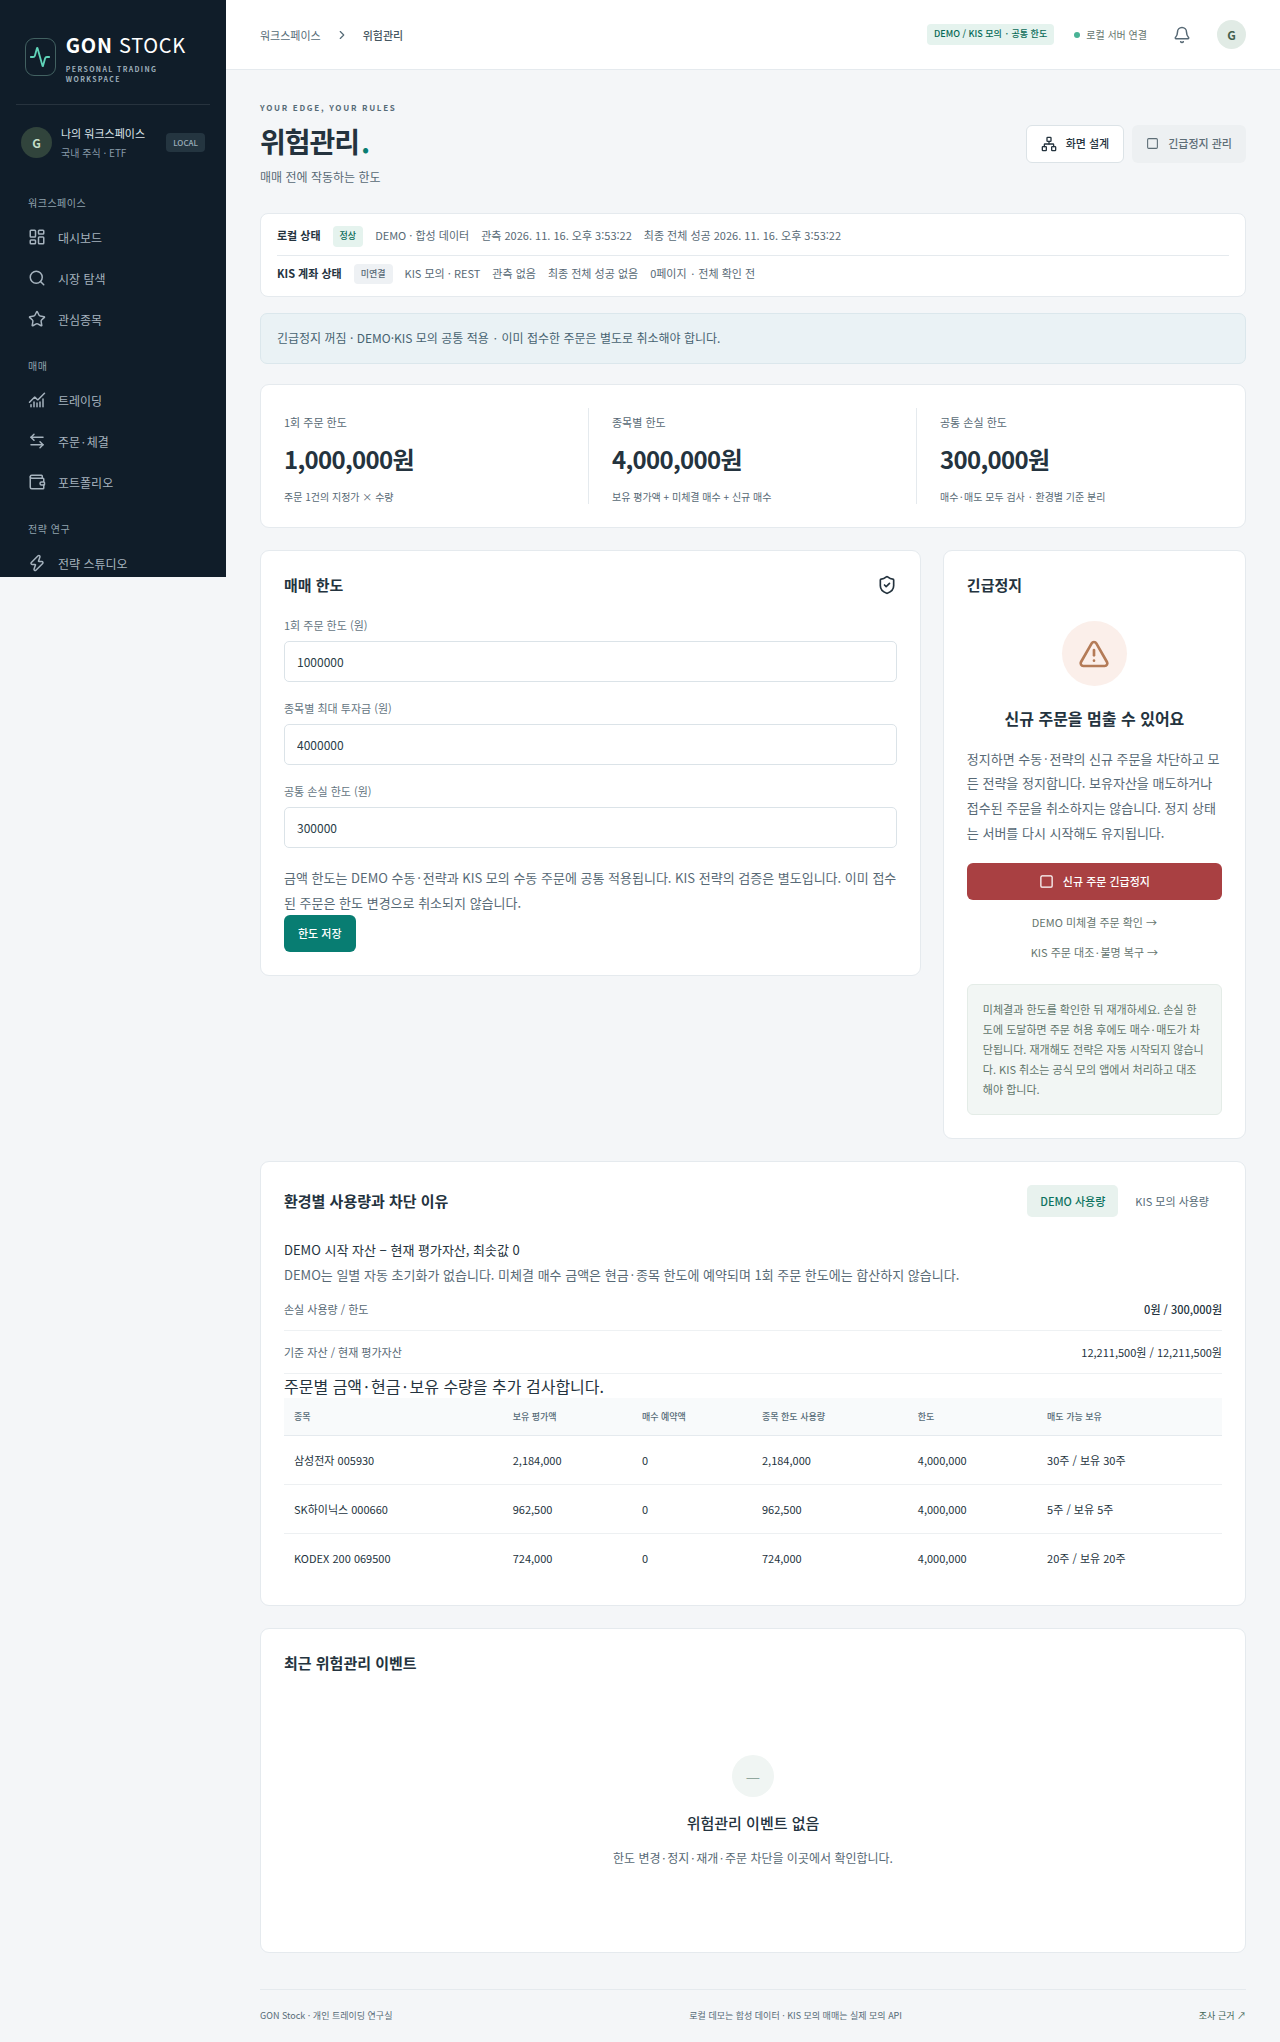 GON STOCK
PERSONAL TRADING
WORKSPACE
G
나의 워크스페이스
국내 주식 · ETF
LOCAL
워크스페이스
대시보드
시장 탐색
관심종목
매매
트레이딩
주문·체결
포트폴리오
전략 연구
전략 스튜디오
워크스페이스
위험관리
DEMO / KIS 모의 · 공통 한도
로컬 서버 연결
G
YOUR EDGE, YOUR RULES
위험관리.
매매 전에 작동하는 한도
화면 설계
긴급정지 관리
로컬 상태 정상 DEMO · 합성 데이터 관측 2026. 11. 16. 오후 3:53:22 최종 전체 성공 2026. 11. 16. 오후 3:53:22
KIS 계좌 상태 미연결 KIS 모의 · REST 관측 없음 최종 전체 성공 없음 0페이지 · 전체 확인 전
긴급정지 꺼짐 · DEMO·KIS 모의 공통 적용 · 이미 접수한 주문은 별도로 취소해야 합니다.
1회 주문 한도
1,000,000원
주문 1건의 지정가 × 수량
종목별 한도
4,000,000원
보유 평가액 + 미체결 매수 + 신규 매수
공통 손실 한도
300,000원
매수·매도 모두 검사 · 환경별 기준 분리
매매 한도
1회 주문 한도 (원)
1000000
종목별 최대 투자금 (원)
4000000
공통 손실 한도 (원)
300000
금액 한도는 DEMO 수동·전략과 KIS 모의 수동 주문에 공통 적용됩니다. KIS 전략의 검증은 별도입니다. 이미 접수
된 주문은 한도 변경으로 취소되지 않습니다.
한도 저장
긴급정지
신규 주문을 멈출 수 있어요
정지하면 수동·전략의 신규 주문을 차단하고 모
든 전략을 정지합니다. 보유자산을 매도하거나
접수된 주문을 취소하지는 않습니다. 정지 상태
는 서버를 다시 시작해도 유지됩니다.
신규 주문 긴급정지
DEMO 미체결 주문 확인 →
KIS 주문 대조·불명 복구 →
미체결과 한도를 확인한 뒤 재개하세요. 손실 한
도에 도달하면 주문 허용 후에도 매수·매도가 차
단됩니다. 재개해도 전략은 자동 시작되지 않습니
다. KIS 취소는 공식 모의 앱에서 처리하고 대조
해야 합니다.
환경별 사용량과 차단 이유
DEMO 사용량
KIS 모의 사용량
DEMO 시작 자산 − 현재 평가자산, 최솟값 0
DEMO는 일별 자동 초기화가 없습니다. 미체결 매수 금액은 현금·종목 한도에 예약되며 1회 주문 한도에는 합산하지 않습니다.
손실 사용량 / 한도 0원 / 300,000원
기준 자산 / 현재 평가자산 12,211,500원 / 12,211,500원
주문별 금액·현금·보유 수량을 추가 검사합니다.
종목 보유 평가액 매수 예약액 종목 한도 사용량 한도 매도 가능 보유
삼성전자 005930 2,184,000 0 2,184,000 4,000,000 30주 / 보유 30주
SK하이닉스 000660 962,500 0 962,500 4,000,000 5주 / 보유 5주
KODEX 200 069500 724,000 0 724,000 4,000,000 20주 / 보유 20주
최근 위험관리 이벤트
—
위험관리 이벤트 없음
한도 변경·정지·재개·주문 차단을 이곳에서 확인합니다.
GON Stock · 개인 트레이딩 연구실
로컬 데모는 합성 데이터 · KIS 모의 매매는 실제 모의 API
조사 근거 ↗